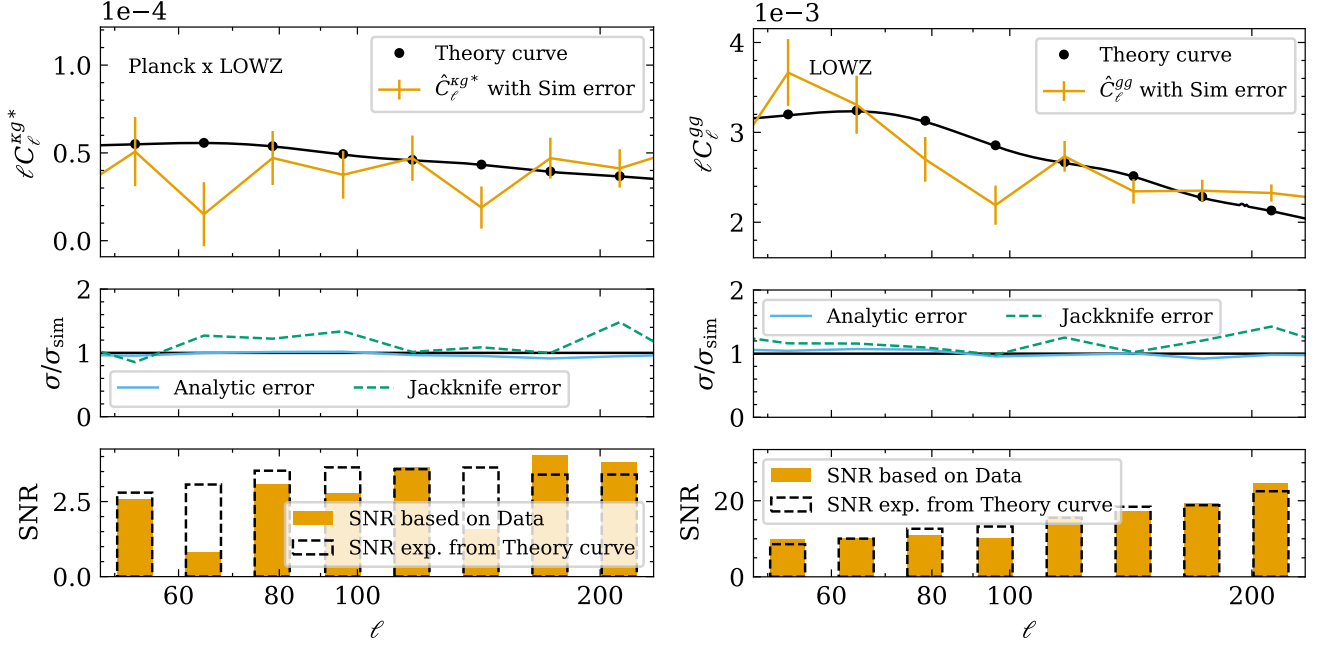 1e−4
ℓC_ℓ^{κg*}
1.0
0.5
0.0
Planck x LOWZ
Theory curve
Ĉ_ℓ^{κg*} with Sim error
σ/σ_sim
2
1
0
Analytic error
Jackknife error
SNR
2.5
0.0
SNR based on Data
SNR exp. from Theory curve
60
80
100
200
ℓ
1e−3
ℓC_ℓ^{gg}
4
3
2
LOWZ
Theory curve
Ĉ_ℓ^{gg} with Sim error
σ/σ_sim
2
1
0
Analytic error
Jackknife error
SNR
20
0
SNR based on Data
SNR exp. from Theory curve
60
80
100
200
ℓ